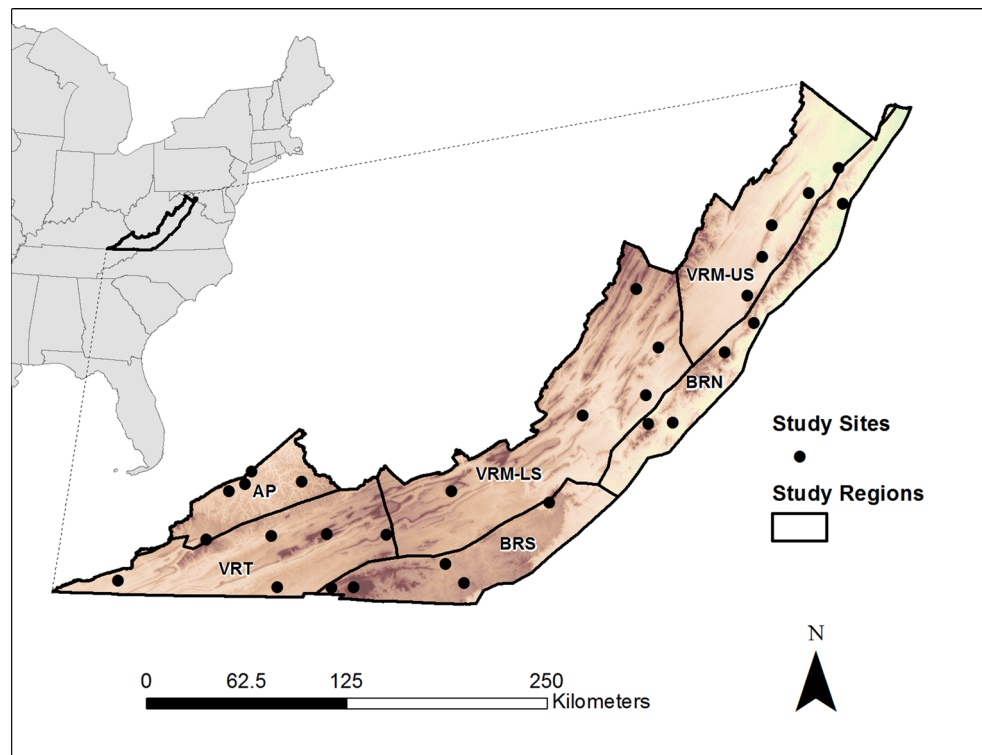 VRM-US
BRN
Study Sites
Study Regions
VRM-LS
AP
BRS
VRT
N
0 62.5 125 250
Kilometers